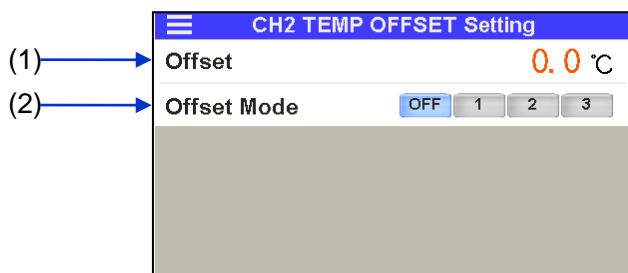 CH2 TEMP OFFSET Setting
(1) Offset 0.0 ℃
(2) Offset Mode OFF 1 2 3